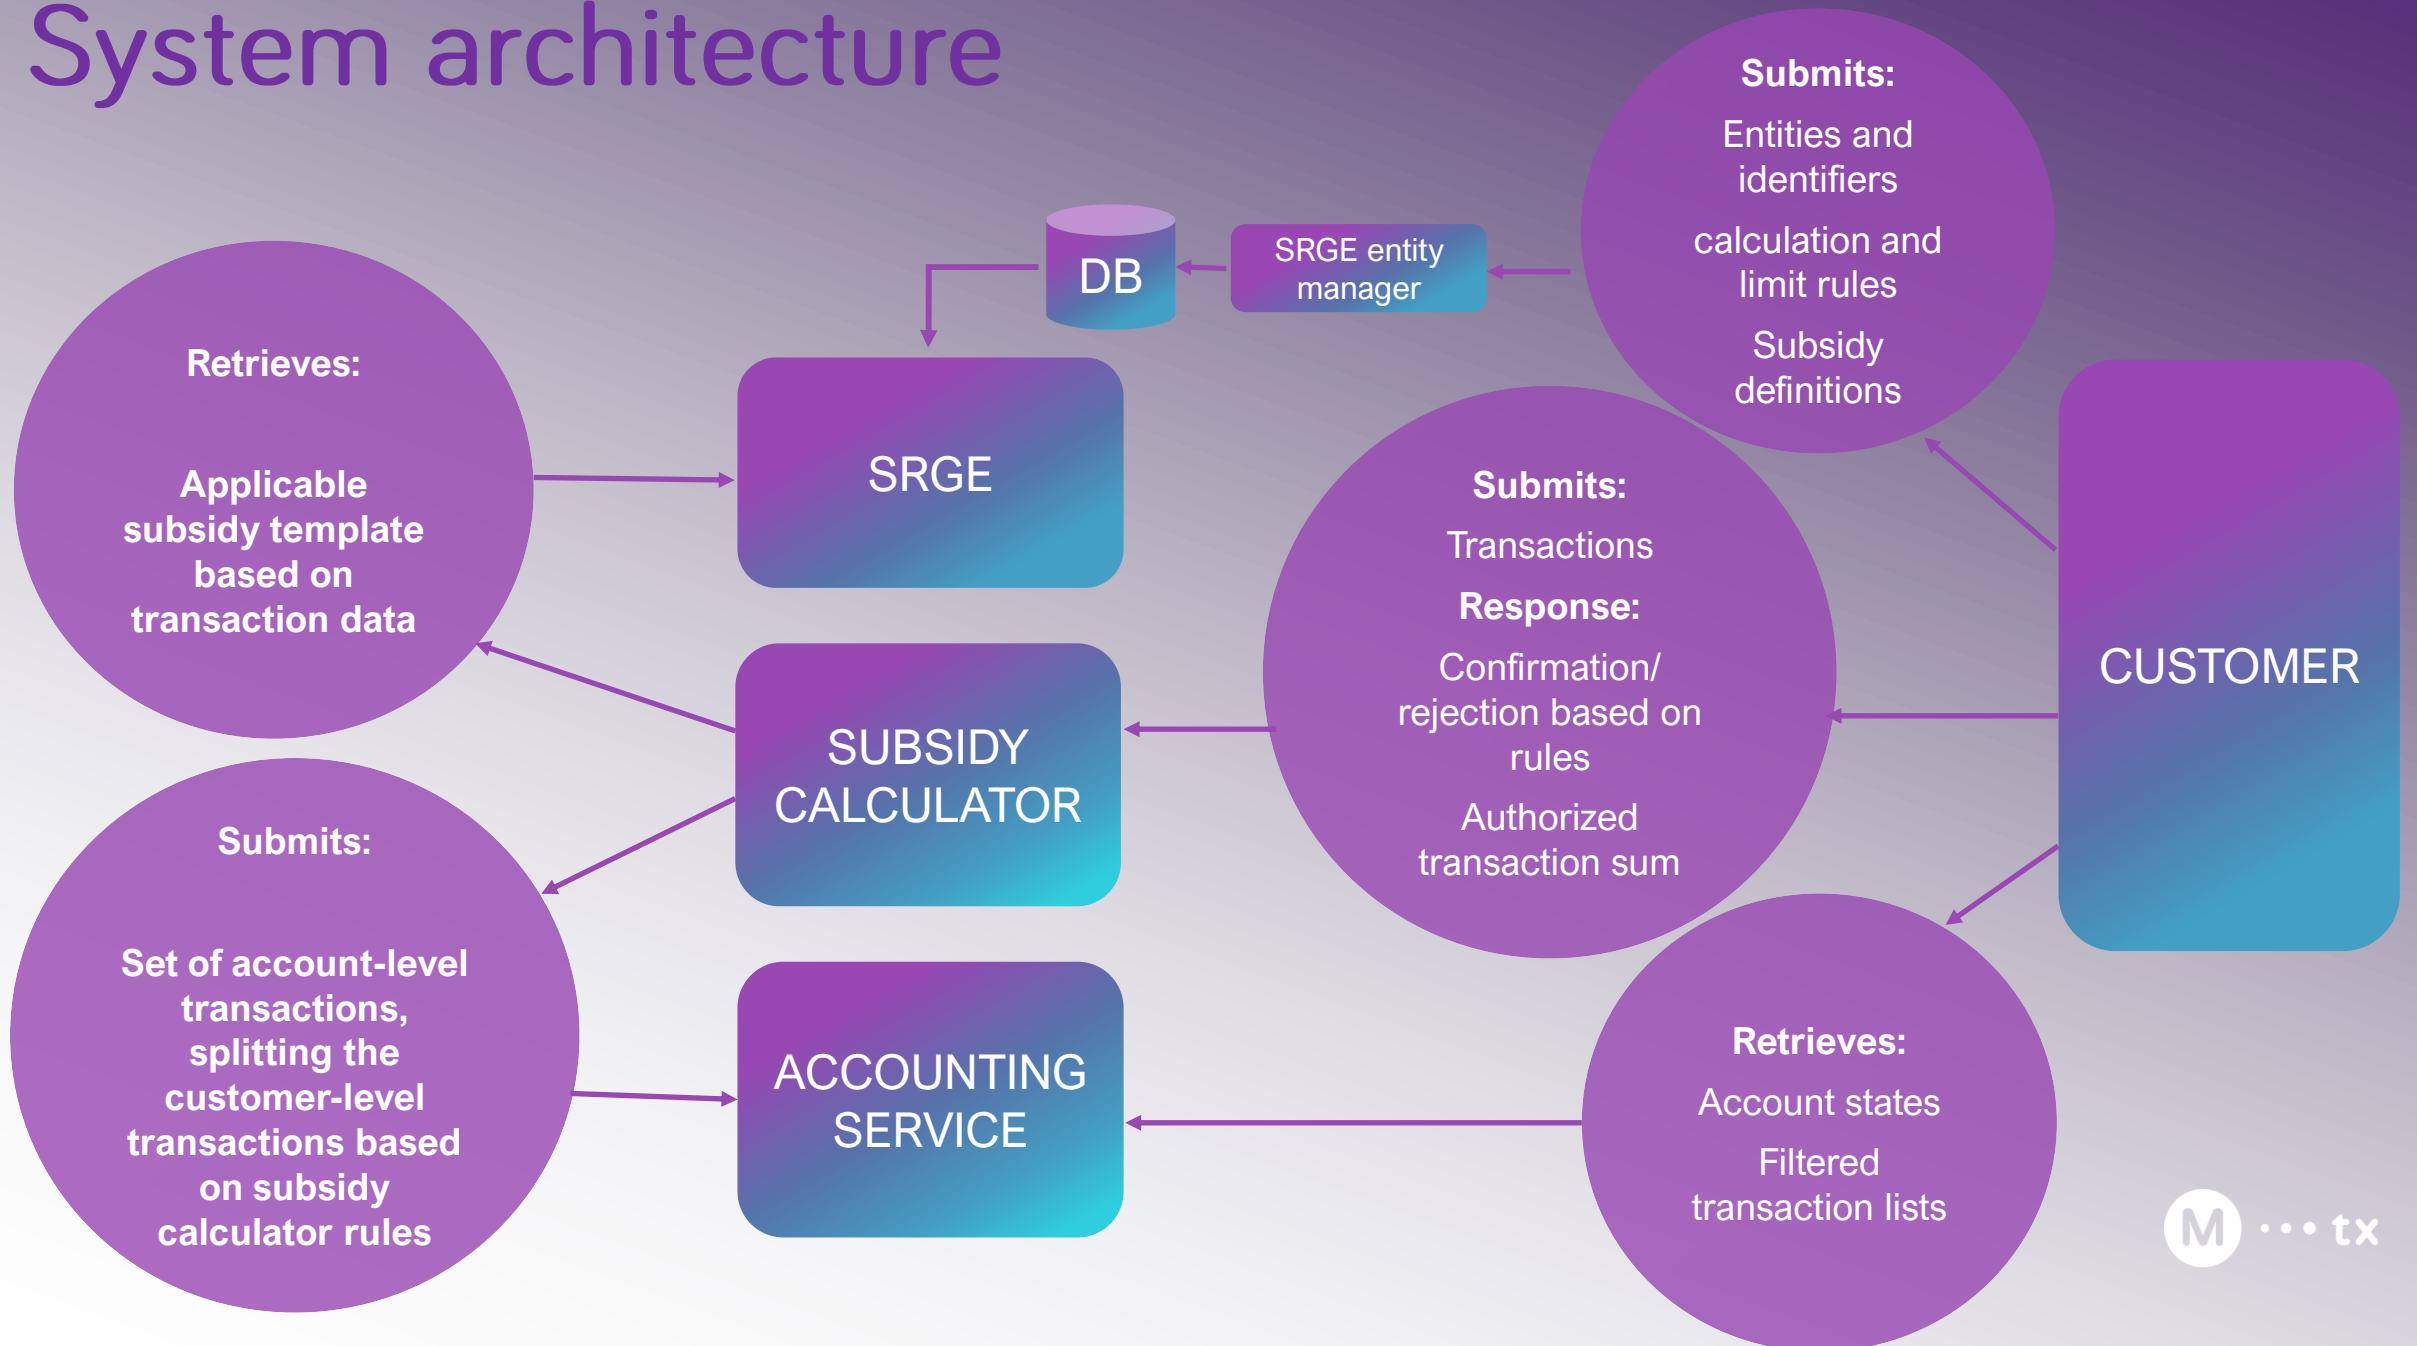 System architecture
Submits:
Entities and
identifiers
calculation and
limit rules
Subsidy
definitions
DB
SRGE entity
manager
Retrieves:
Applicable
subsidy template
based on
transaction data
SRGE
Submits:
Transactions
Response:
Confirmation/
rejection based on
rules
Authorized
transaction sum
CUSTOMER
SUBSIDY
CALCULATOR
Submits:
Set of account-level
transactions,
splitting the
customer-level
transactions based
on subsidy
calculator rules
ACCOUNTING
SERVICE
Retrieves:
Account states
Filtered
transaction lists
M ••• tx